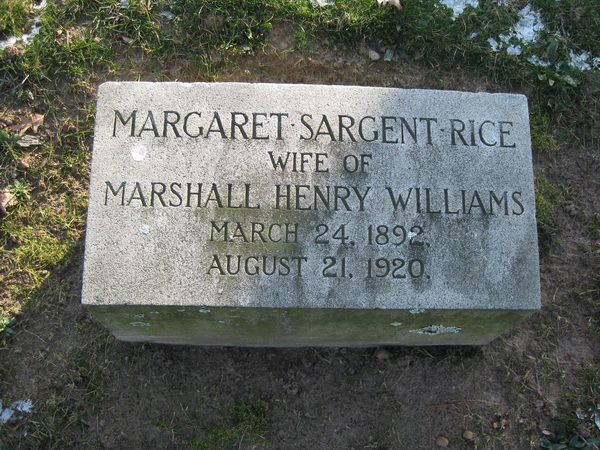 MARGARET·SARGENT·RICE
WIFE OF
MARSHALL HENRY WILLIAMS
MARCH 24, 1892.
AUGUST 21, 1920.